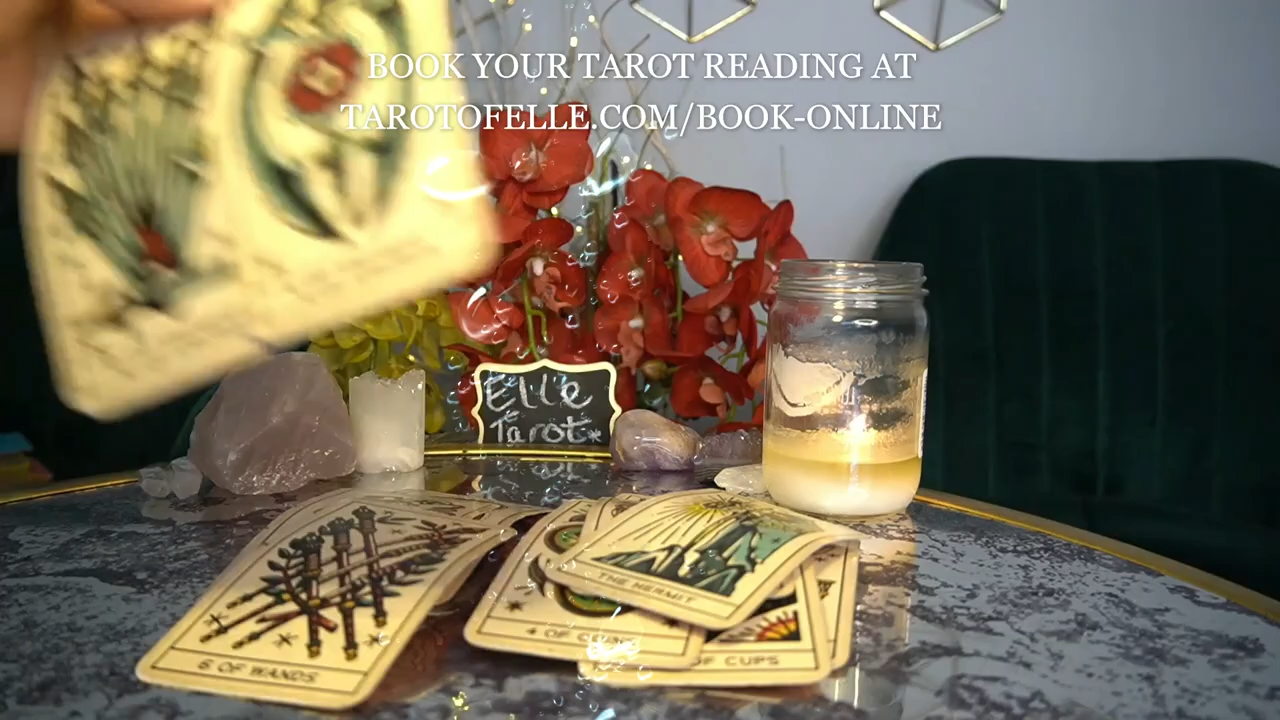 BOOK YOUR TAROT READING AT
TAROTOFELLE.COM/BOOK-ONLINE
Elle
Tarot*
THE HERMIT
6 OF WANDS
4 OF
OF CUPS